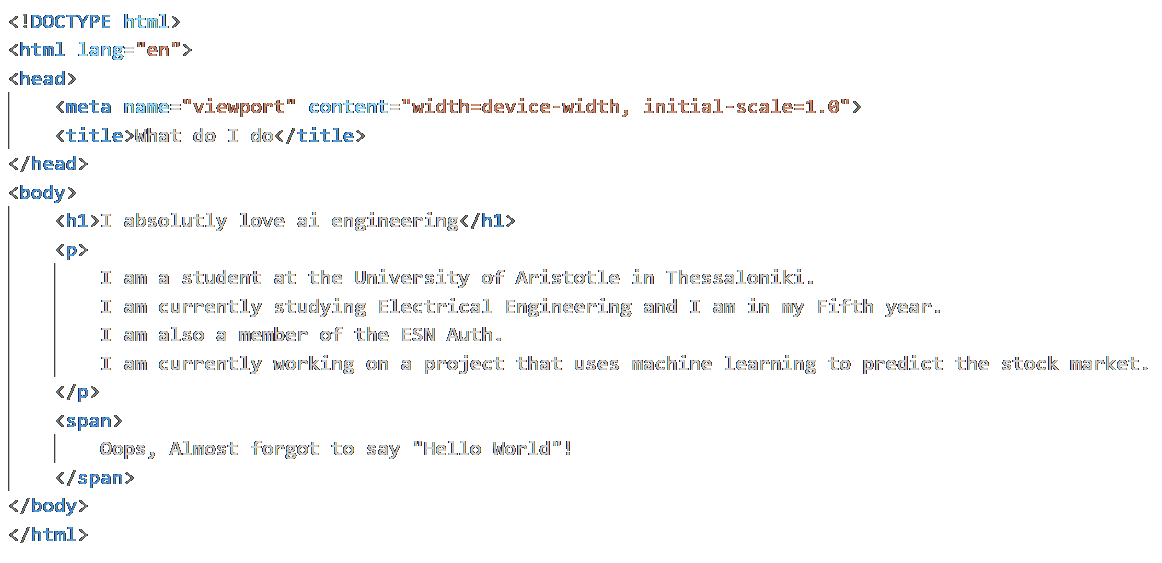 <!DOCTYPE html>
<html lang="en">
<head>
    <meta name="viewport" content="width=device-width, initial-scale=1.0">
    <title>What do I do</title>
</head>
<body>
    <h1>I absolutly love ai engineering</h1>
    <p>
        I am a student at the University of Aristotle in Thessaloniki.
        I am currently studying Electrical Engineering and I am in my Fifth year.
        I am also a member of the ESN Auth.
        I am currently working on a project that uses machine learning to predict the stock market.
    </p>
    <span>
        Oops, Almost forgot to say "Hello World"!
    </span>
</body>
</html>